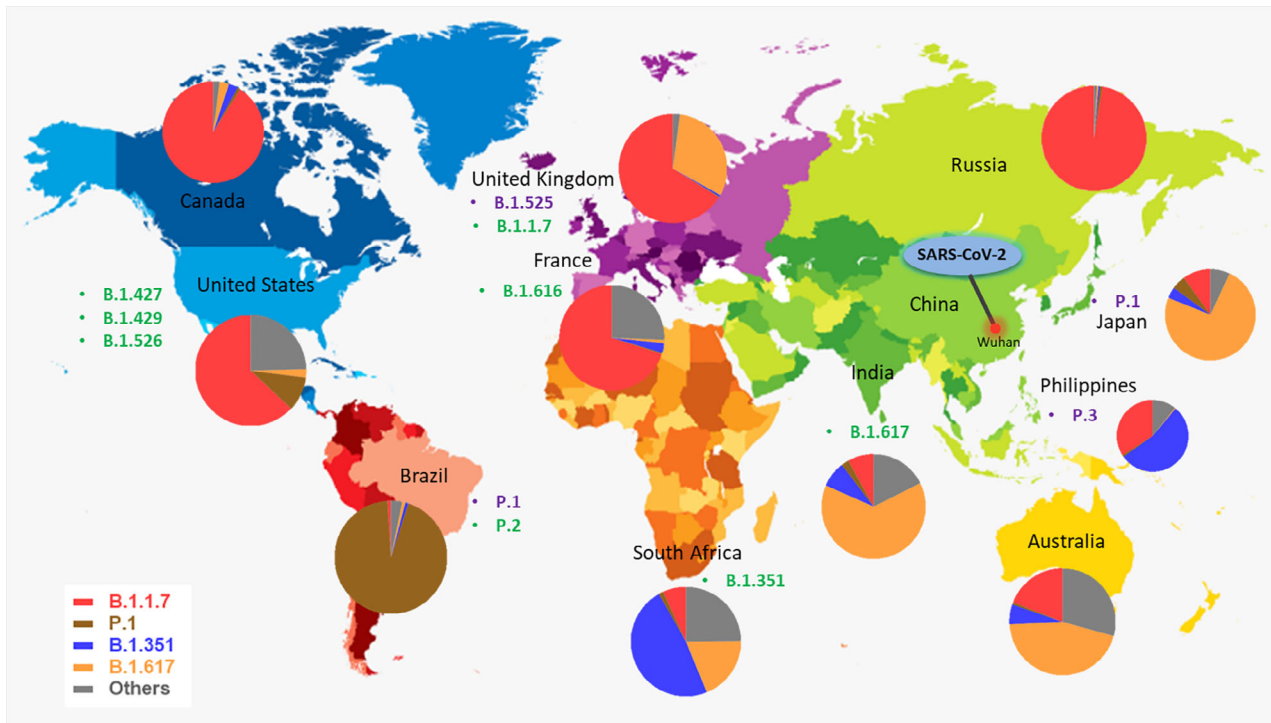 Canada
United Kingdom
• B.1.525
• B.1.1.7
Russia
France
• B.1.616
SARS-CoV-2
United States
• B.1.427
• B.1.429
• B.1.526
China
• P.1
Japan
Wuhan
India
Philippines
• P.3
• B.1.617
Brazil
• P.1
• P.2
South Africa
• B.1.351
Australia
B.1.1.7
P.1
B.1.351
B.1.617
Others